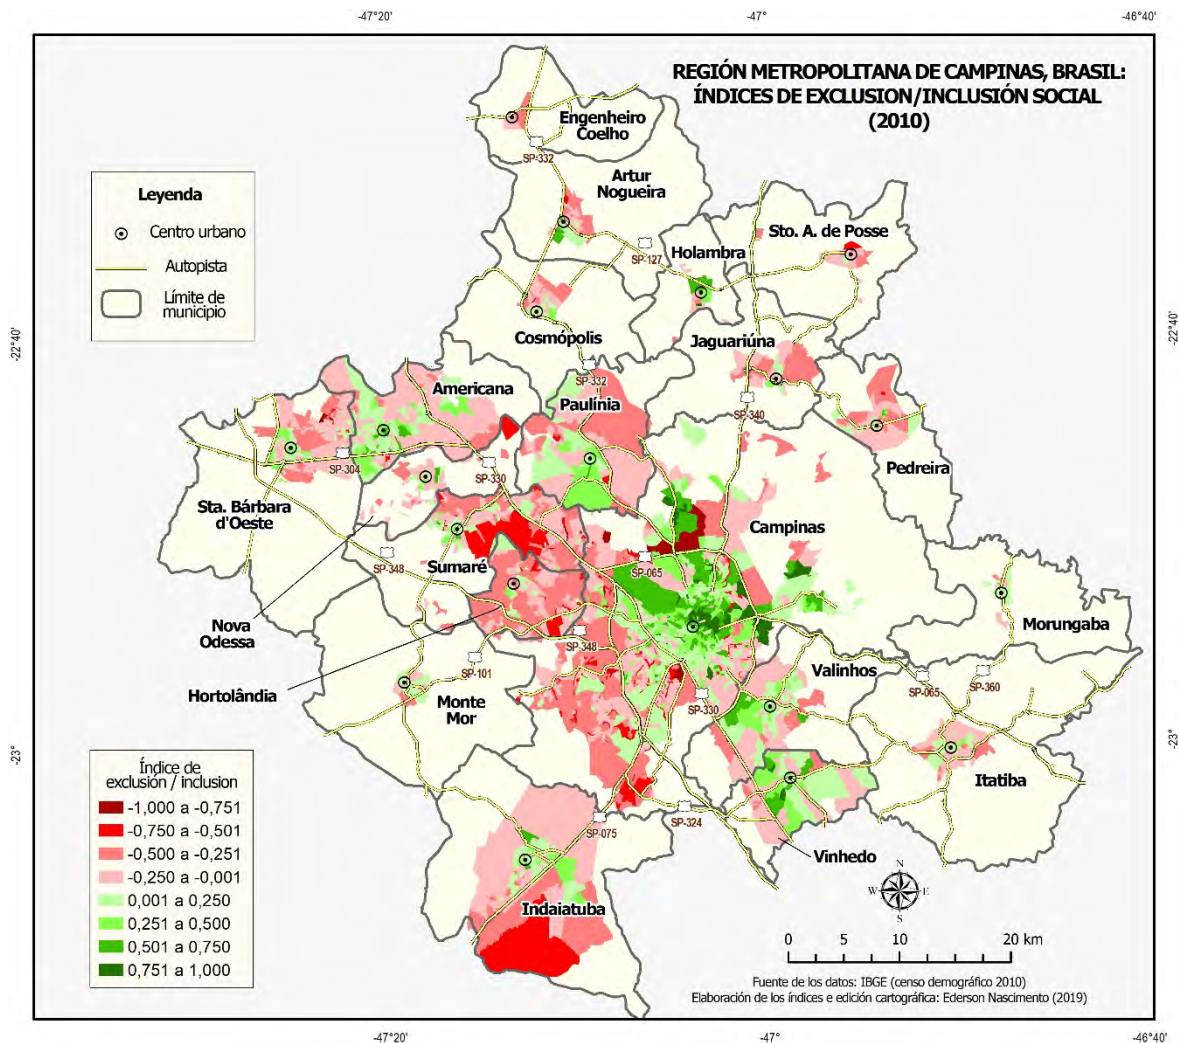 -47°20'
-47°
-46°40'
REGIÓN METROPOLITANA DE CAMPINAS, BRASIL:
ÍNDICES DE EXCLUSION/INCLUSIÓN SOCIAL
(2010)
Leyenda
Centro urbano
Autopista
Límite de
municipio
Engenheiro
Coelho
SP-332
Artur
Nogueira
SP-127
Holambra
Sto. A. de Posse
-22°40'
-22°40'
Cosmópolis
Jaguariúna
SP-332
Americana
Paulínia
SP-340
Pedreira
SP-304
SP-330
Sta. Bárbara
d'Oeste
Campinas
SP-348
Sumaré
SP-065
Nova
Odessa
Morungaba
SP-348
Hortolândia
SP-101
Valinhos
SP-065
SP-360
Monte
Mor
SP-330
-23°
-23°
Itatiba
SP-075
SP-324
Vinhedo
Indaiatuba
Índice de
exclusión / inclusion
-1,000 a -0,751
-0,750 a -0,501
-0,500 a -0,251
-0,250 a -0,001
0,001 a 0,250
0,251 a 0,500
0,501 a 0,750
0,751 a 1,000
N
W
E
S
0 5 10 20 km
Fuente de los datos: IBGE (censo demográfico 2010)
Elaboración de los índices e edición cartográfica: Ederson Nascimento (2019)
-47°20'
-47°
-46°40'